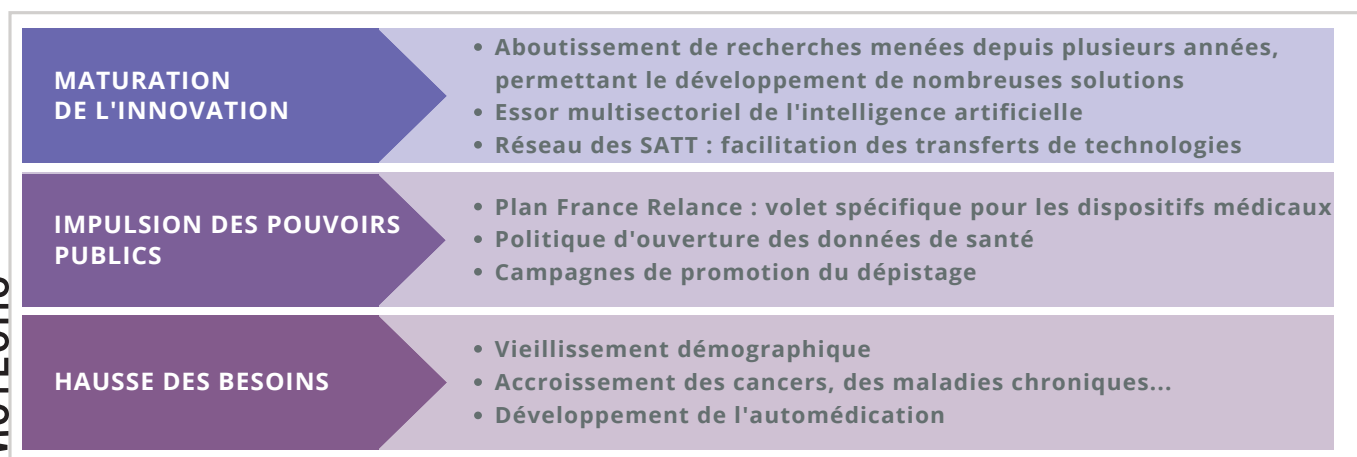 MATURATION
DE L'INNOVATION
• Aboutissement de recherches menées depuis plusieurs années,
permettant le développement de nombreuses solutions
• Essor multisectoriel de l'intelligence artificielle
• Réseau des SATT : facilitation des transferts de technologies
IMPULSION DES POUVOIRS
PUBLICS
• Plan France Relance : volet spécifique pour les dispositifs médicaux
• Politique d'ouverture des données de santé
• Campagnes de promotion du dépistage
HAUSSE DES BESOINS
• Vieillissement démographique
• Accroissement des cancers, des maladies chroniques...
• Développement de l'automédication